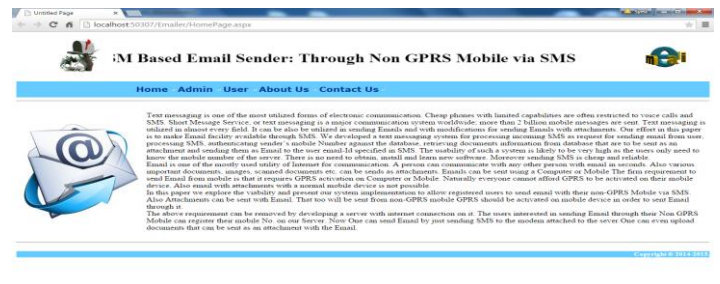 Untitled Page
localhost:50307/Emailer/HomePage.aspx
SM Based Email Sender: Through Non GPRS Mobile via SMS
Home Admin User About Us Contact Us
Text messaging is one of the most utilized forms of electronic communication. Cheap phones with limited capabilities are often restricted to voice calls and
SMS. Short Message Service, or text messaging is a major communication system worldwide; more than 2 billion mobile messages are sent. Text messaging is
utilized in almost every field. It can be also be utilized in sending Emails and with modifications for sending Emails with attachments. Our effort in this paper
is to make Email facility available through SMS. We developed a text messaging system for processing incoming SMS as request for sending email from user,
processing SMS, authenticating sender's mobile Number against the database, retrieving documents information from database that are to be sent as an
attachment and sending them as Email to the user email-Id specified in SMS. The usability of such a system is likely to be very high as the users only need to
know the mobile number of the server. There is no need to obtain, install and learn new software. Moreover sending SMS is cheap and reliable.
Email is one of the mostly used utility of Internet for communication. A person can communicate with any other person with email in seconds. Also various
important documents, images, scanned documents etc. can be sends as attachments. Emails can be sent using a Computer or Mobile The firm requirement to
send Email from mobile is that it requires GPRS activation on Computer or Mobile. Naturally everyone cannot afford GPRS to be activated on their mobile
device. Also email with attachments with a normal mobile device is not possible.
In this paper we explore the viability and present our system implementation to allow registered users to send email with their non-GPRS Mobile via SMS.
Also Attachments can be sent with Email. That too will be sent from non-GPRS mobile GPRS should be activated on mobile device in order to sent Email
through it.
The above requirement can be removed by developing a server with internet connection on it. The users interested in sending Email through their Non GPRS
Mobile can register their mobile No. on our Server. Now One can send Email by just sending SMS to the modem attached to the sever One can even upload
documents that can be sent as an attachment with the Email.
Copyright © 2014-2015